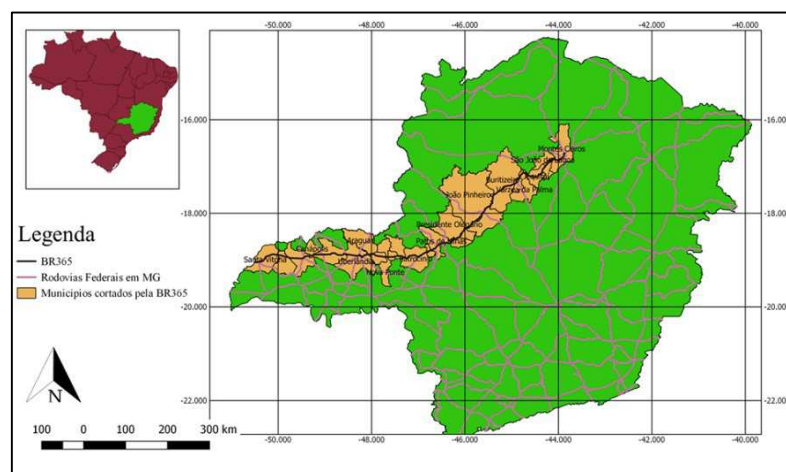 -50.000 -48.000 -46.000 -44.000 -42.000 -40.000
-16.000 -16.000
Montes Claros
São João da
Buritizeiro
Várzea da Palma
João Pinheiro
-18.000 -18.000
Presidente Olegário
Patos de Minas
Araguari
Canápolis
Santa Vitória
Uberlândia
Patrocínio
Nova Ponte
Legenda
BR365
Rodovias Federais em MG
Municipios cortados pela BR365
-20.000 -20.000
N
-22.000 -22.000
100 0 100 200 300 km
-50.000 -48.000 -46.000 -44.000 -42.000 -40.000